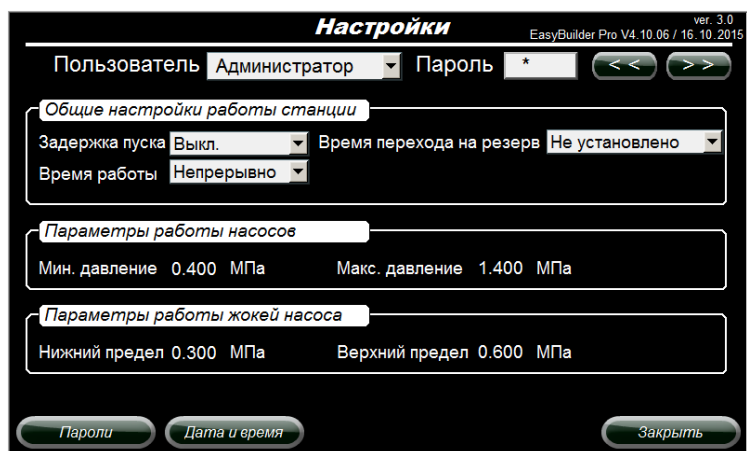 Настройки
ver. 3.0
EasyBuilder Pro V4.10.06 / 16.10.2015
Пользователь Администратор Пароль * << >>
Общие настройки работы станции
Задержка пуска Выкл. Время перехода на резерв Не установлено
Время работы Непрерывно
Параметры работы насосов
Мин. давление 0.400 МПа Макс. давление 1.400 МПа
Параметры работы жокей насоса
Нижний предел 0.300 МПа Верхний предел 0.600 МПа
Пароли Дата и время Закрыть